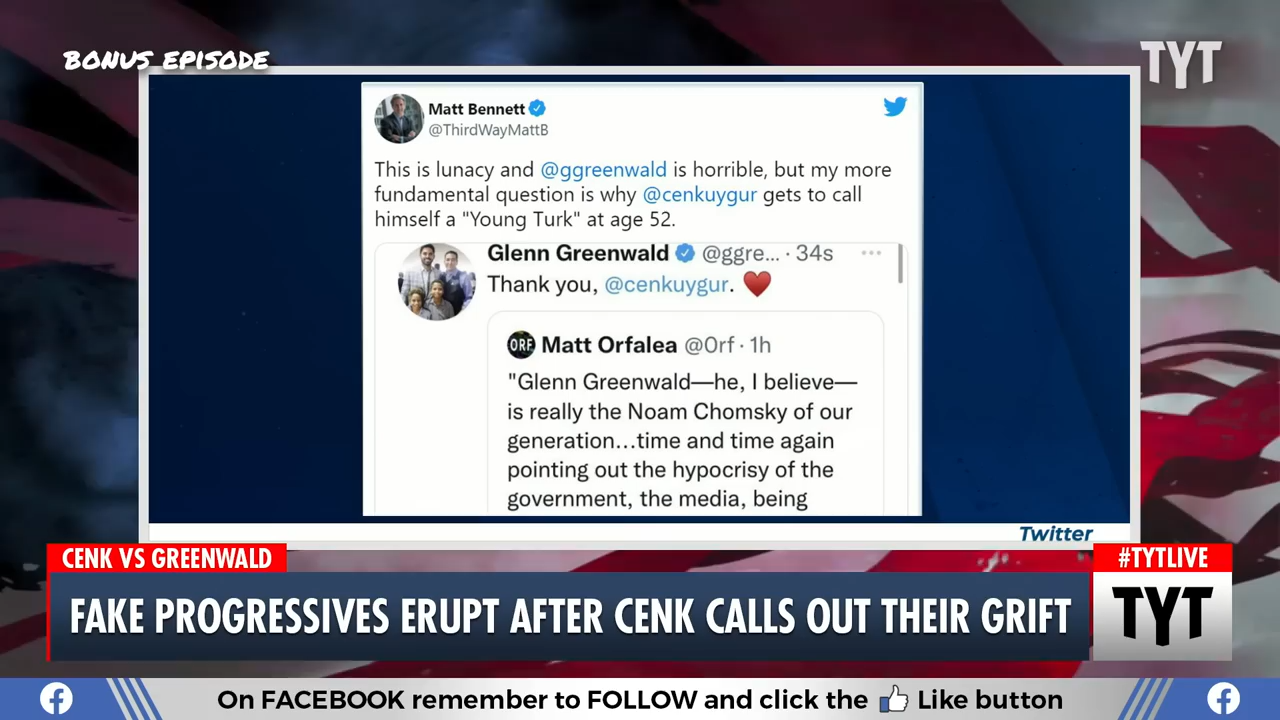 BONUS EPISODE
TYT
Matt Bennett
@ThirdWayMattB
This is lunacy and @ggreenwald is horrible, but my more
fundamental question is why @cenkuygur gets to call
himself a "Young Turk" at age 52.
Glenn Greenwald @ggre... · 34s
Thank you, @cenkuygur. ❤️
ORF Matt Orfalea @0rf · 1h
"Glenn Greenwald—he, I believe—
is really the Noam Chomsky of our
generation...time and time again
pointing out the hypocrisy of the
government, the media, being
Twitter
CENK VS GREENWALD
#TYTLIVE
FAKE PROGRESSIVES ERUPT AFTER CENK CALLS OUT THEIR GRIFT
TYT
On FACEBOOK remember to FOLLOW and click the 👍 Like button